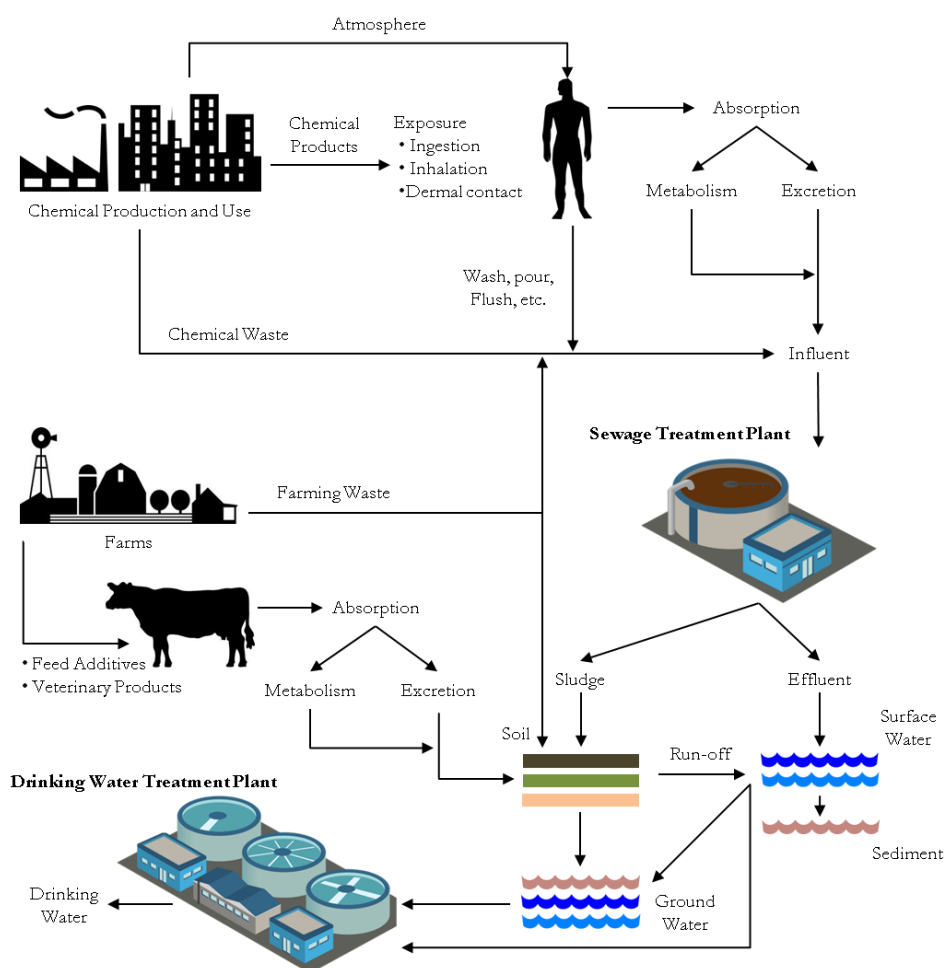 Atmosphere
Chemical
Products
Exposure
• Ingestion
• Inhalation
•Dermal contact
Absorption
Metabolism
Excretion
Chemical Production and Use
Wash, pour,
Flush, etc.
Chemical Waste
Influent
Sewage Treatment Plant
Farming Waste
Farms
Absorption
• Feed Additives
• Veterinary Products
Metabolism
Excretion
Sludge
Effluent
Soil
Run-off
Surface
Water
Drinking Water Treatment Plant
Sediment
Drinking
Water
Ground
Water